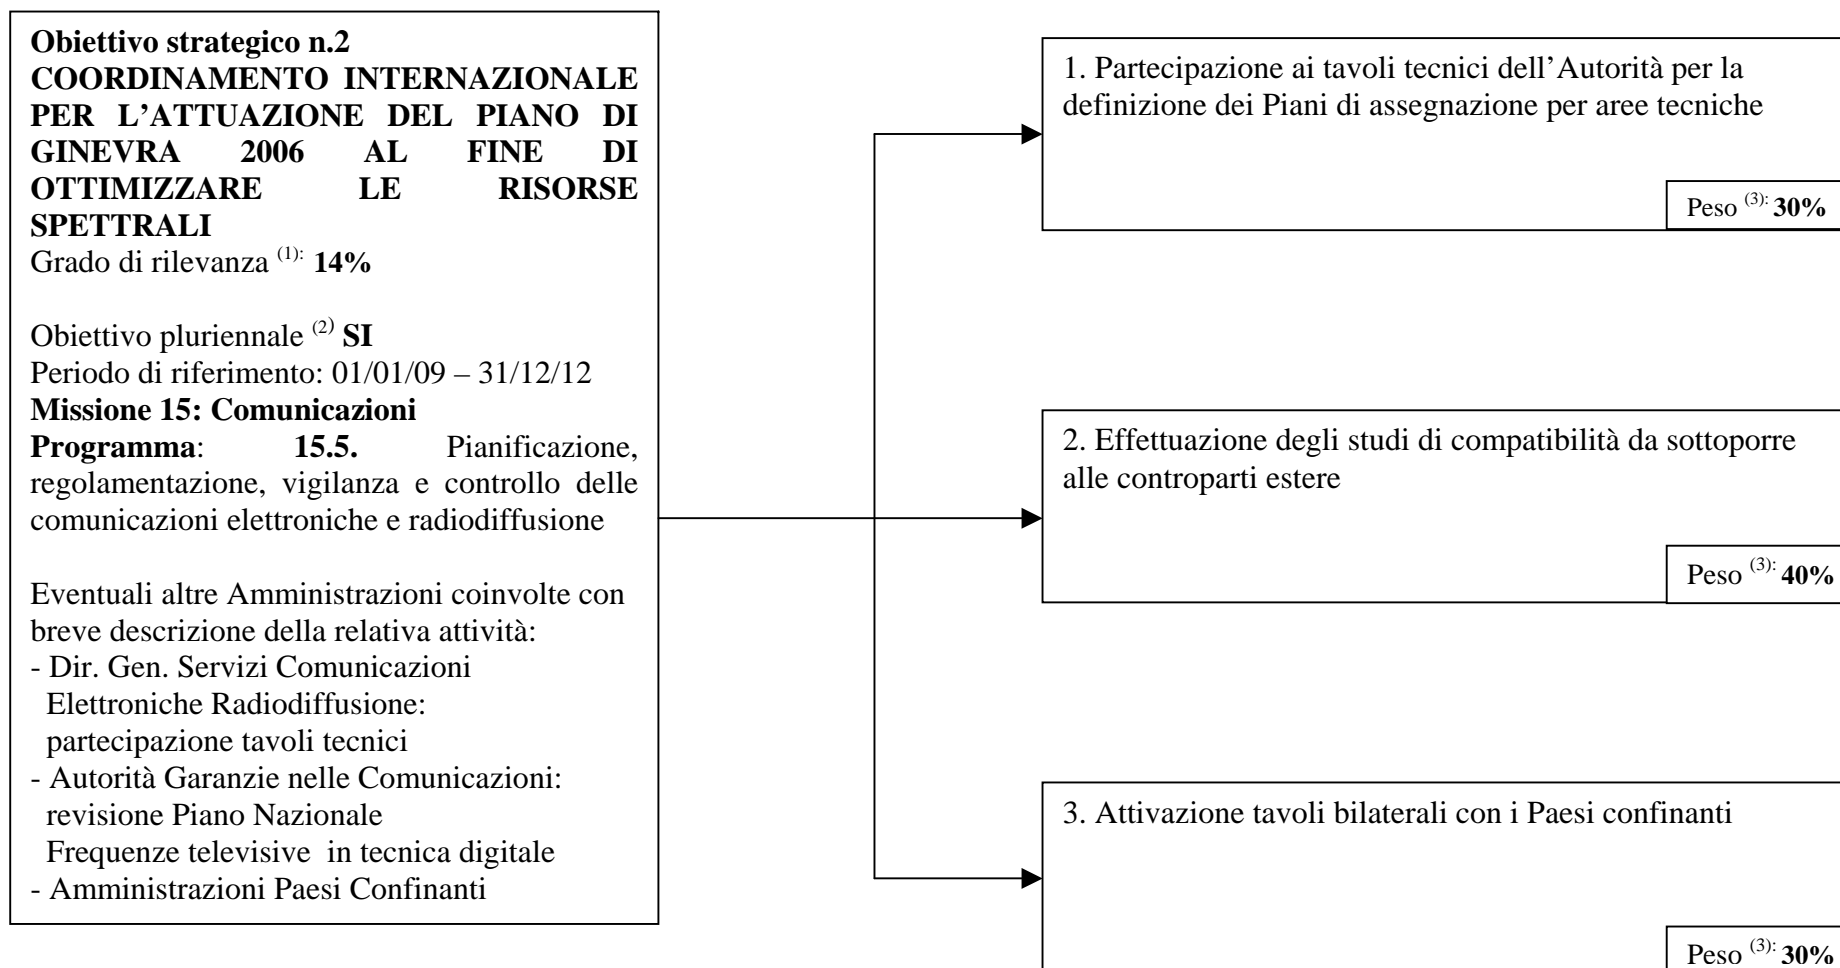 Obiettivo strategico n.2
COORDINAMENTO INTERNAZIONALE
PER L'ATTUAZIONE DEL PIANO DI
GINEVRA 2006 AL FINE DI
OTTIMIZZARE LE RISORSE
SPETTRALI
Grado di rilevanza (1): 14%
Obiettivo pluriennale (2) SI
Periodo di riferimento: 01/01/09 – 31/12/12
Missione 15: Comunicazioni
Programma: 15.5. Pianificazione,
regolamentazione, vigilanza e controllo delle
comunicazioni elettroniche e radiodiffusione
Eventuali altre Amministrazioni coinvolte con
breve descrizione della relativa attività:
- Dir. Gen. Servizi Comunicazioni
Elettroniche Radiodiffusione:
partecipazione tavoli tecnici
- Autorità Garanzie nelle Comunicazioni:
revisione Piano Nazionale
Frequenze televisive in tecnica digitale
- Amministrazioni Paesi Confinanti
1. Partecipazione ai tavoli tecnici dell'Autorità per la
definizione dei Piani di assegnazione per aree tecniche
Peso (3): 30%
2. Effettuazione degli studi di compatibilità da sottoporre
alle controparti estere
Peso (3): 40%
3. Attivazione tavoli bilaterali con i Paesi confinanti
Peso (3): 30%